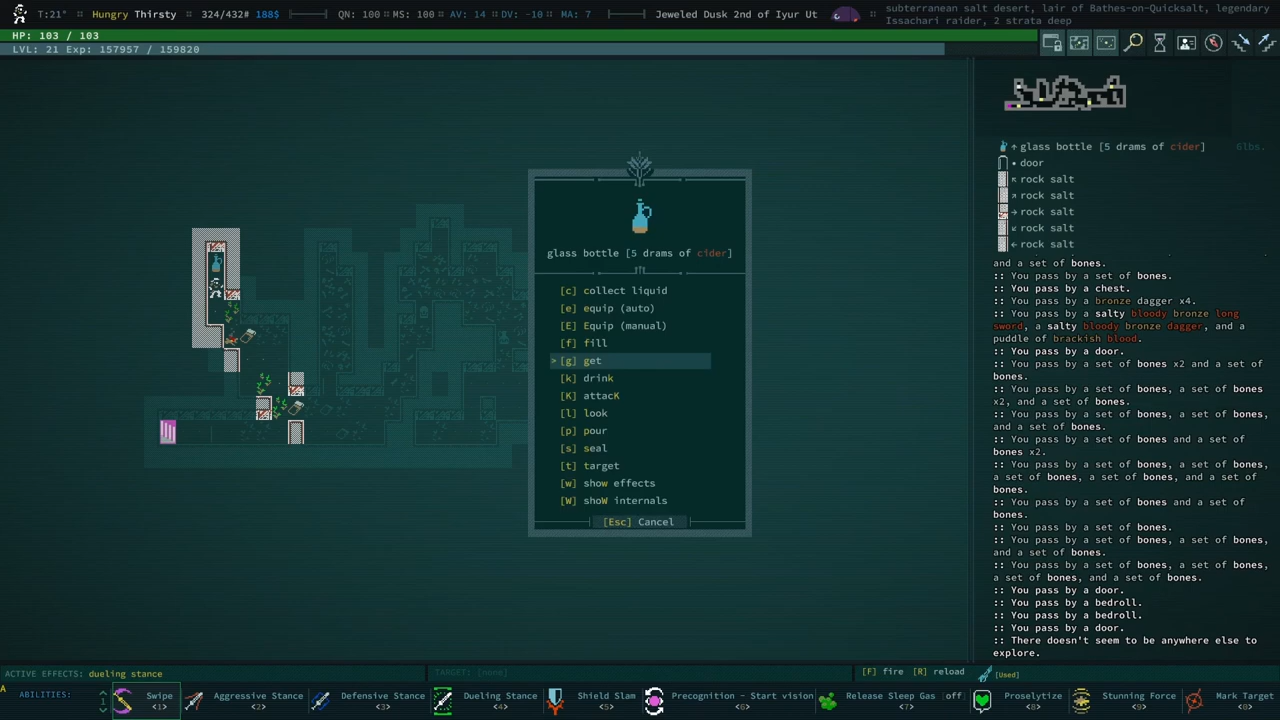 T:21° Hungry Thirsty 324/432# 188$ QN: 100 MS: 100 AV: 14 DV: -10 MA: 7 Jeweled Dusk 2nd of Iyur Ut
subterranean salt desert, lair of Bathes-on-Quicksalt, legendary
Issachari raider, 2 strata deep
HP: 103 / 103
LVL: 21 Exp: 157957 / 159820
glass bottle [5 drams of cider]
[c] collect liquid
[e] equip (auto)
[E] Equip (manual)
[f] fill
> [g] get
[k] drink
[K] attacK
[l] look
[p] pour
[s] seal
[t] target
[w] show effects
[W] shoW internals
[Esc] Cancel
glass bottle [5 drams of cider] 6lbs.
door
rock salt
rock salt
rock salt
rock salt
rock salt
and a set of bones.
:: You pass by a set of bones.
:: You pass by a chest.
:: You pass by a bronze dagger x4.
:: You pass by a salty bloody bronze long
sword, a salty bloody bronze dagger, and a
puddle of brackish blood.
:: You pass by a door.
:: You pass by a set of bones x2 and a set of
bones.
:: You pass by a set of bones, a set of bones
x2, and a set of bones.
:: You pass by a set of bones, a set of bones,
and a set of bones.
:: You pass by a set of bones and a set of
bones x2.
:: You pass by a set of bones, a set of bones,
a set of bones, a set of bones, and a set of
bones.
:: You pass by a set of bones and a set of
bones.
:: You pass by a set of bones.
:: You pass by a set of bones, a set of bones,
and a set of bones.
:: You pass by a set of bones, a set of bones,
a set of bones, and a set of bones.
:: You pass by a door.
:: You pass by a bedroll.
:: You pass by a bedroll.
:: You pass by a door.
:: There doesn't seem to be anywhere else to
explore.
ACTIVE EFFECTS: dueling stance TARGET: [none] [F] fire [R] reload [Used]
A ABILITIES: 1 Swipe <1> Aggressive Stance <2> Defensive Stance <3> Dueling Stance <4> Shield Slam <5> Precognition - Start vision <6> Release Sleep Gas [off] <7> Proselytize <8> Stunning Force <9> Mark Target <0>